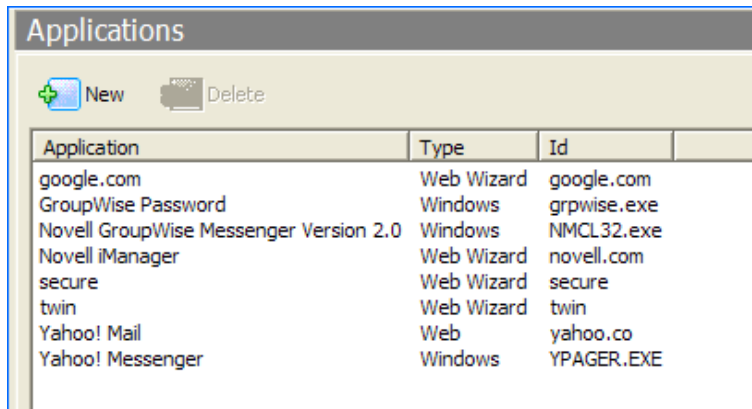 Applications
New Delete
Application Type Id
google.com Web Wizard google.com
GroupWise Password Windows grpwise.exe
Novell GroupWise Messenger Version 2.0 Windows NMCL32.exe
Novell iManager Web Wizard novell.com
secure Web Wizard secure
twin Web Wizard twin
Yahoo! Mail Web yahoo.co
Yahoo! Messenger Windows YPAGER.EXE